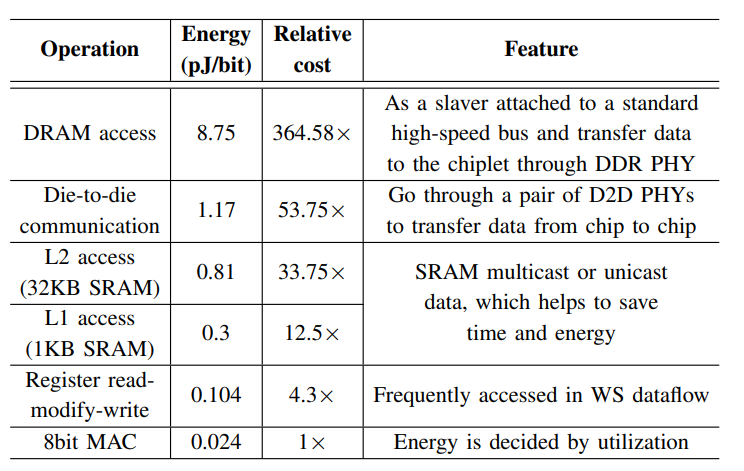 Operation
Energy
(pJ/bit)
Relative
cost
Feature
DRAM access
8.75
364.58×
As a slaver attached to a standard
high-speed bus and transfer data
to the chiplet through DDR PHY
Die-to-die
communication
1.17
53.75×
Go through a pair of D2D PHYs
to transfer data from chip to chip
L2 access
(32KB SRAM)
0.81
33.75×
SRAM multicast or unicast
data, which helps to save
time and energy
L1 access
(1KB SRAM)
0.3
12.5×
Register read-
modify-write
0.104
4.3×
Frequently accessed in WS dataflow
8bit MAC
0.024
1×
Energy is decided by utilization